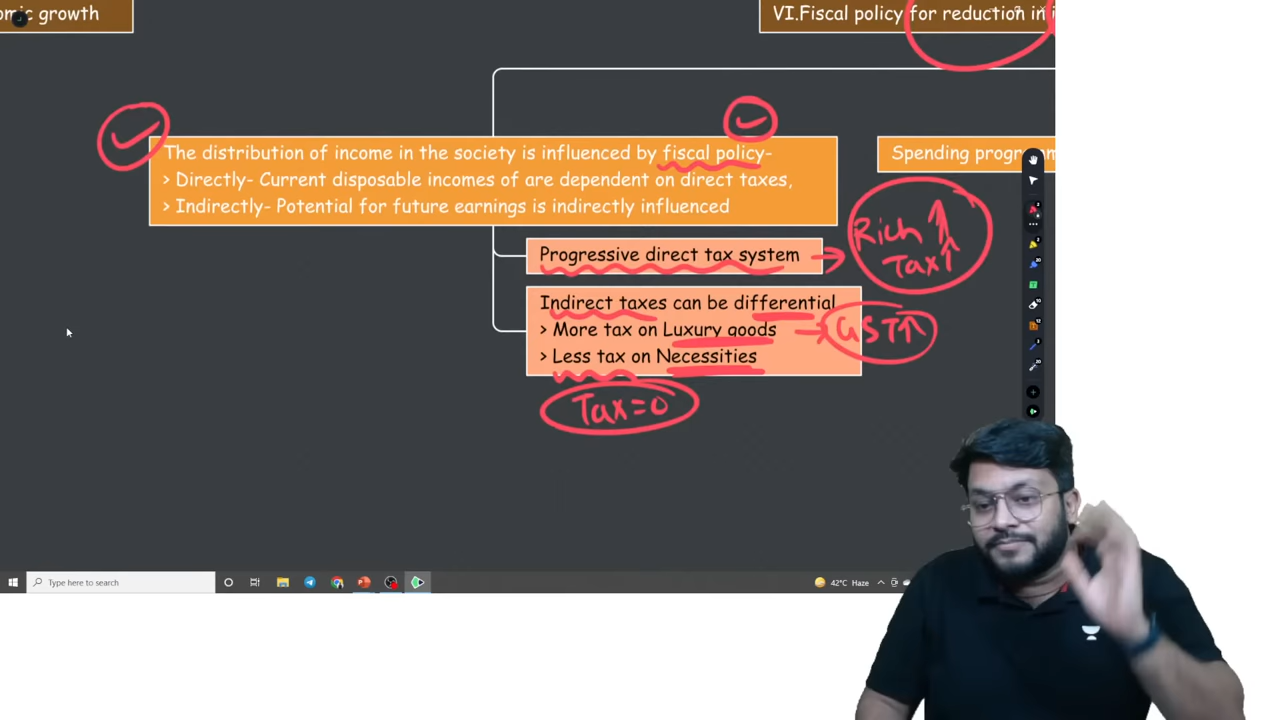 omic growth
VI.Fiscal policy for reduction in
The distribution of income in the society is influenced by fiscal policy-
> Directly- Current disposable incomes of are dependent on direct taxes,
> Indirectly- Potential for future earnings is indirectly influenced
Spending program
Progressive direct tax system
Rich ↑
Tax ↑
Indirect taxes can be differential
> More tax on Luxury goods
GST↑
> Less tax on Necessities
Tax=0
Type here to search
42°C Haze